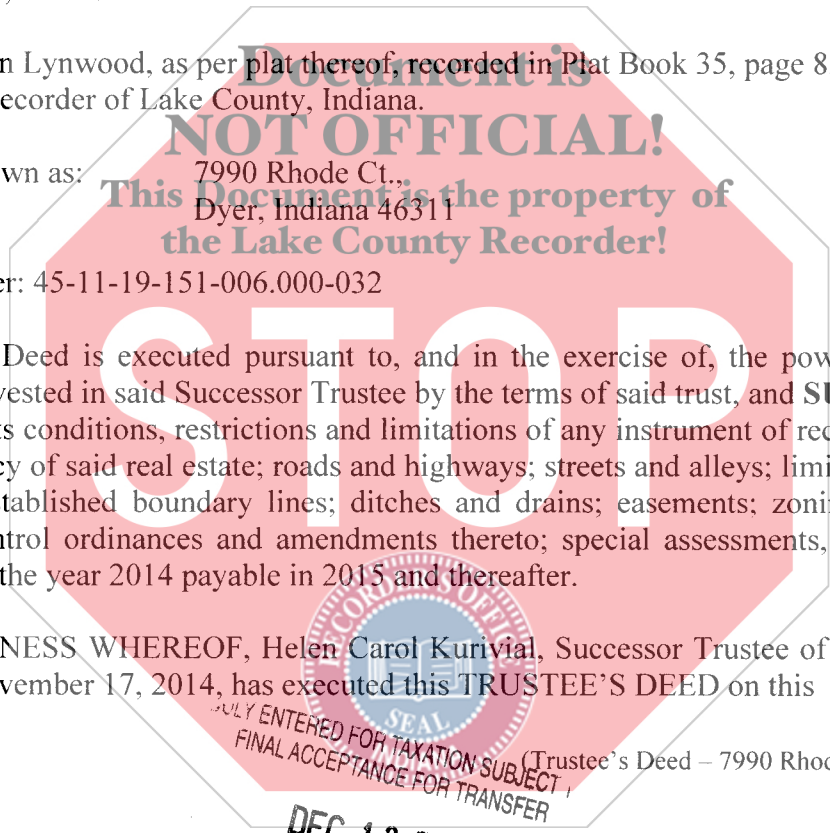 n Lynwood, as per plat thereof, recorded in Plat Book 35, page 8
ecorder of Lake County, Indiana.
Document is
NOT OFFICIAL!
This Document is the property of
the Lake County Recorder!
wn as: 7990 Rhode Ct.,
Dyer, Indiana 46311
er: 45-11-19-151-006.000-032
STOP
Deed is executed pursuant to, and in the exercise of, the pow
vested in said Successor Trustee by the terms of said trust, and SU
ts conditions, restrictions and limitations of any instrument of rec
cy of said real estate; roads and highways; streets and alleys; limi
tablished boundary lines; ditches and drains; easements; zoni
ntrol ordinances and amendments thereto; special assessments,
the year 2014 payable in 2015 and thereafter.
NESS WHEREOF, Helen Carol Kurivial, Successor Trustee of
vember 17, 2014, has executed this TRUSTEE'S DEED on this
RECORDER'S OFFICE
SEAL
INDIANA
DULY ENTERED FOR TAXATION SUBJECT
FINAL ACCEPTANCE FOR TRANSFER
(Trustee's Deed – 7990 Rhod
DEC